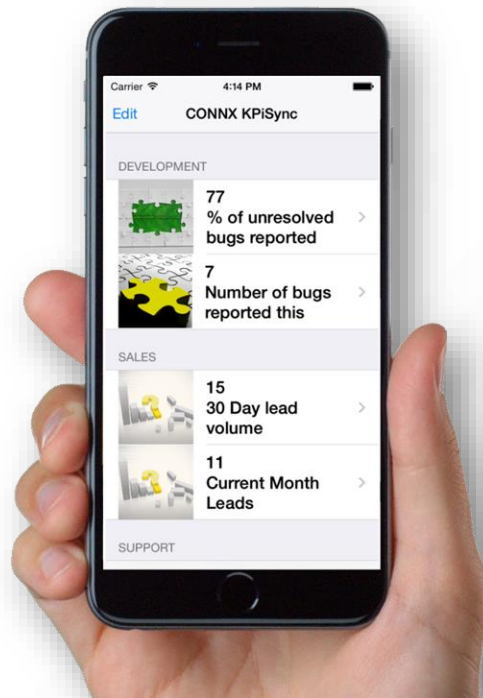 Carrier 4:14 PM
Edit CONNX KPiSync
DEVELOPMENT
77
% of unresolved
bugs reported
7
Number of bugs
reported this
SALES
15
30 Day lead
volume
11
Current Month
Leads
SUPPORT